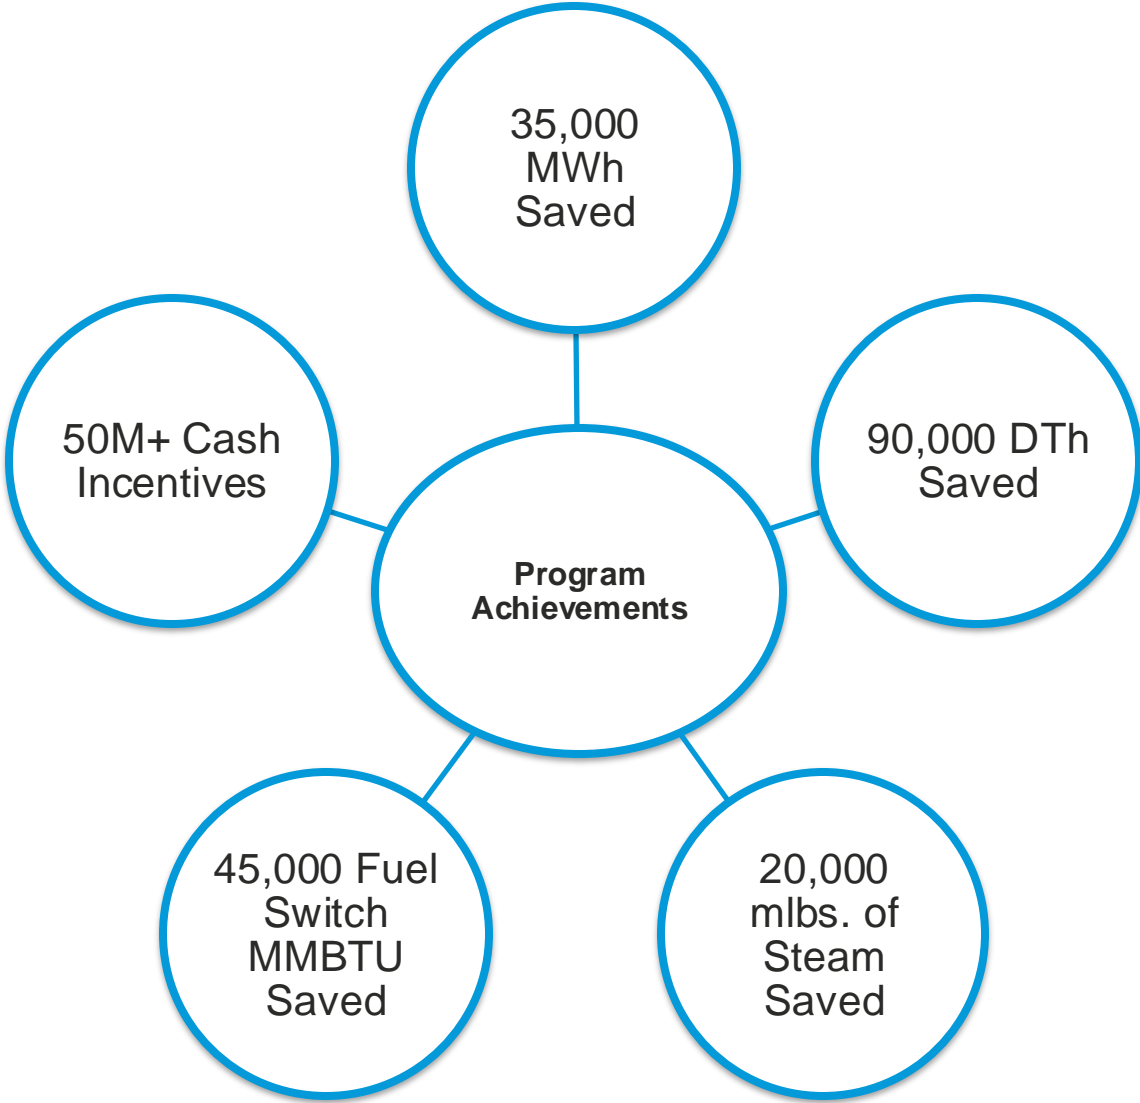 35,000
MWh
Saved
50M+ Cash
Incentives
90,000 DTh
Saved
Program
Achievements
45,000 Fuel
Switch
MMBTU
Saved
20,000
mlbs. of
Steam
Saved